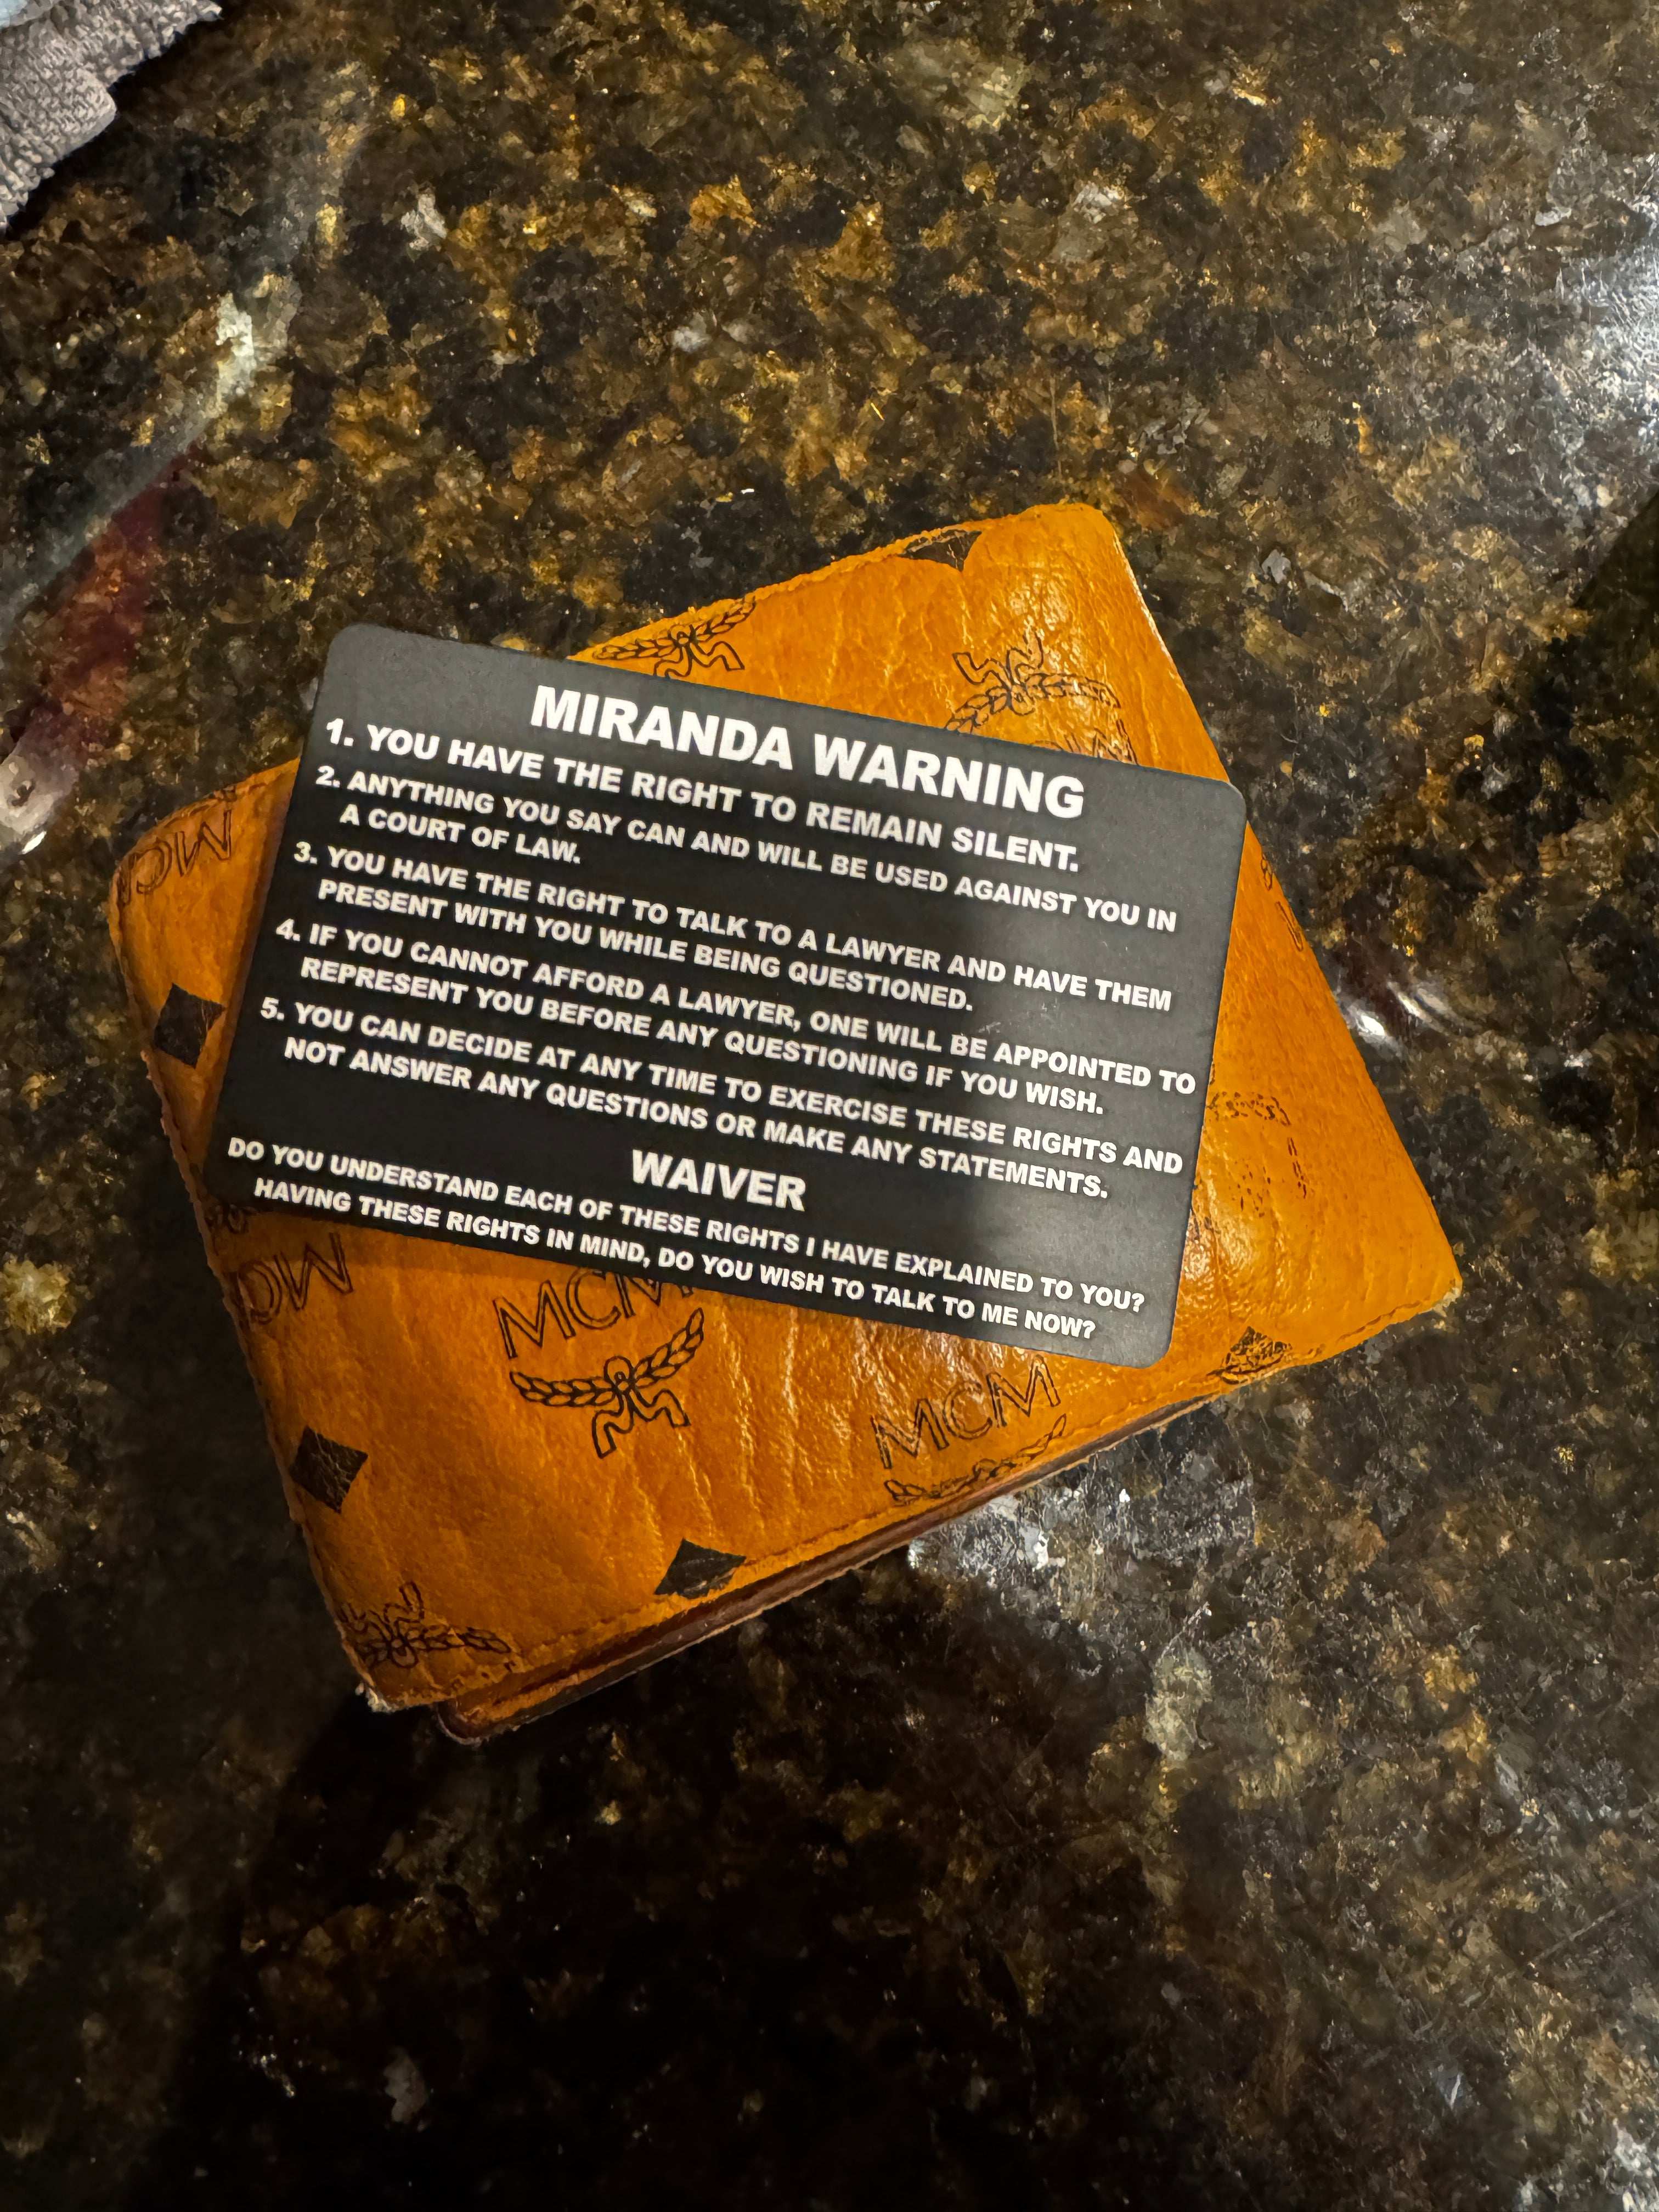 MIRANDA WARNING
1. YOU HAVE THE RIGHT TO REMAIN SILENT.
2. ANYTHING YOU SAY CAN AND WILL BE USED AGAINST YOU IN
A COURT OF LAW.
3. YOU HAVE THE RIGHT TO TALK TO A LAWYER AND HAVE THEM
PRESENT WITH YOU WHILE BEING QUESTIONED.
4. IF YOU CANNOT AFFORD A LAWYER, ONE WILL BE APPOINTED TO
REPRESENT YOU BEFORE ANY QUESTIONING IF YOU WISH.
5. YOU CAN DECIDE AT ANY TIME TO EXERCISE THESE RIGHTS AND
NOT ANSWER ANY QUESTIONS OR MAKE ANY STATEMENTS.
WAIVER
DO YOU UNDERSTAND EACH OF THESE RIGHTS I HAVE EXPLAINED TO YOU?
HAVING THESE RIGHTS IN MIND, DO YOU WISH TO TALK TO ME NOW?
MCM
MCM
MCM
MCM